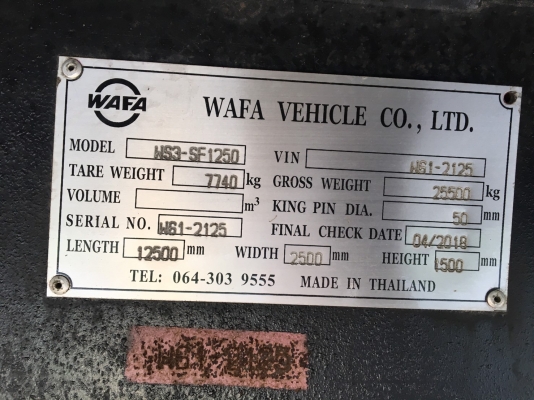 WAFA
WAFA VEHICLE CO., LTD.
MODEL WS3-SF1250 VIN W61-2125
TARE WEIGHT 7740 kg GROSS WEIGHT 25500 kg
VOLUME m³ KING PIN DIA. 50 mm
SERIAL NO. W61-2125 FINAL CHECK DATE 04/2018
LENGTH 12500 mm WIDTH 2500 mm HEIGHT 1500 mm
TEL: 064-303 9555 MADE IN THAILAND